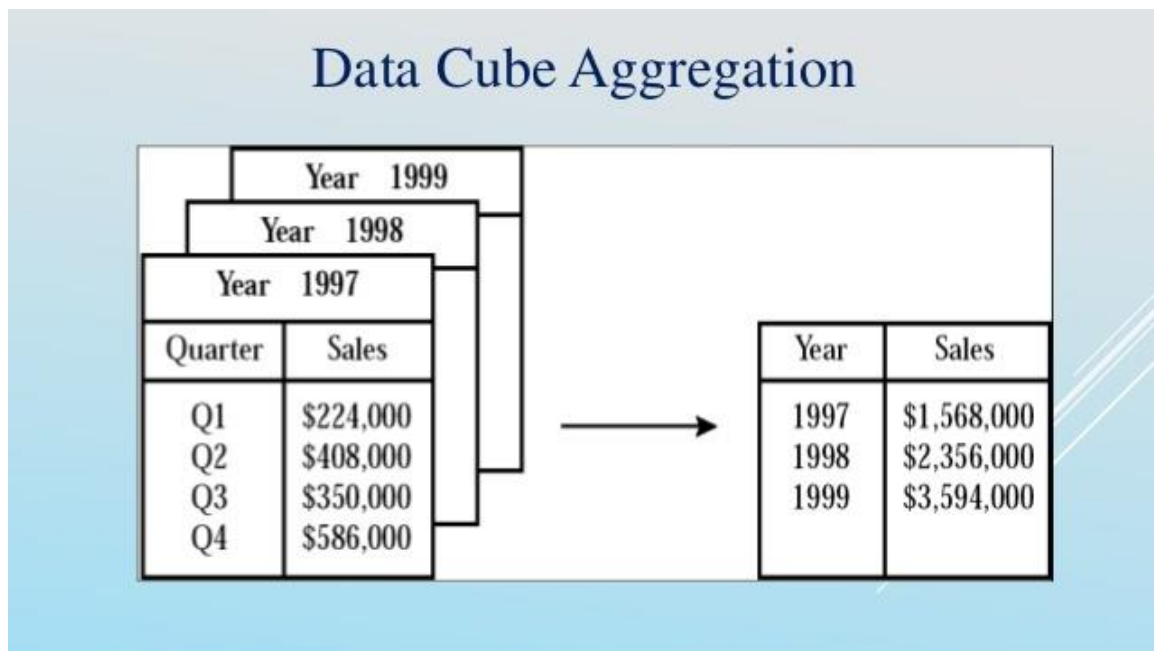 Data Cube Aggregation
Year 1999
Year 1998
Year 1997
Quarter Sales
Q1 $224,000
Q2 $408,000
Q3 $350,000
Q4 $586,000
Year Sales
1997 $1,568,000
1998 $2,356,000
1999 $3,594,000